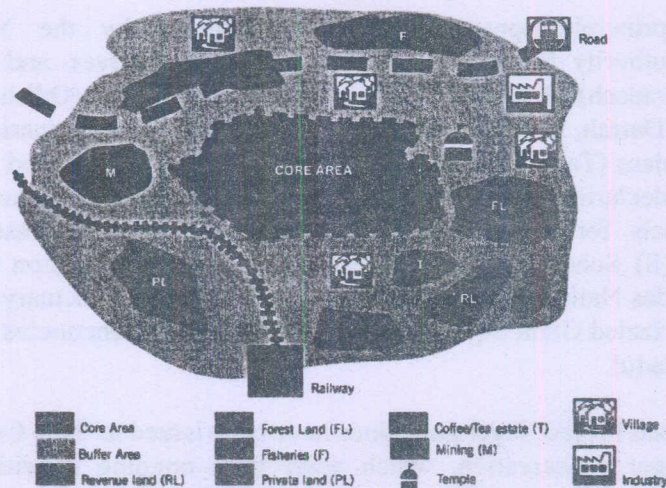 F
Road
M
CORE AREA
FL
PL
T
RL
Railway
Core Area
Forest Land (FL)
Coffee/Tea estate (T)
Village
Buffer Area
Fisheries (F)
Mining (M)
Revenue land (RL)
Private land (PL)
Temple
Industry